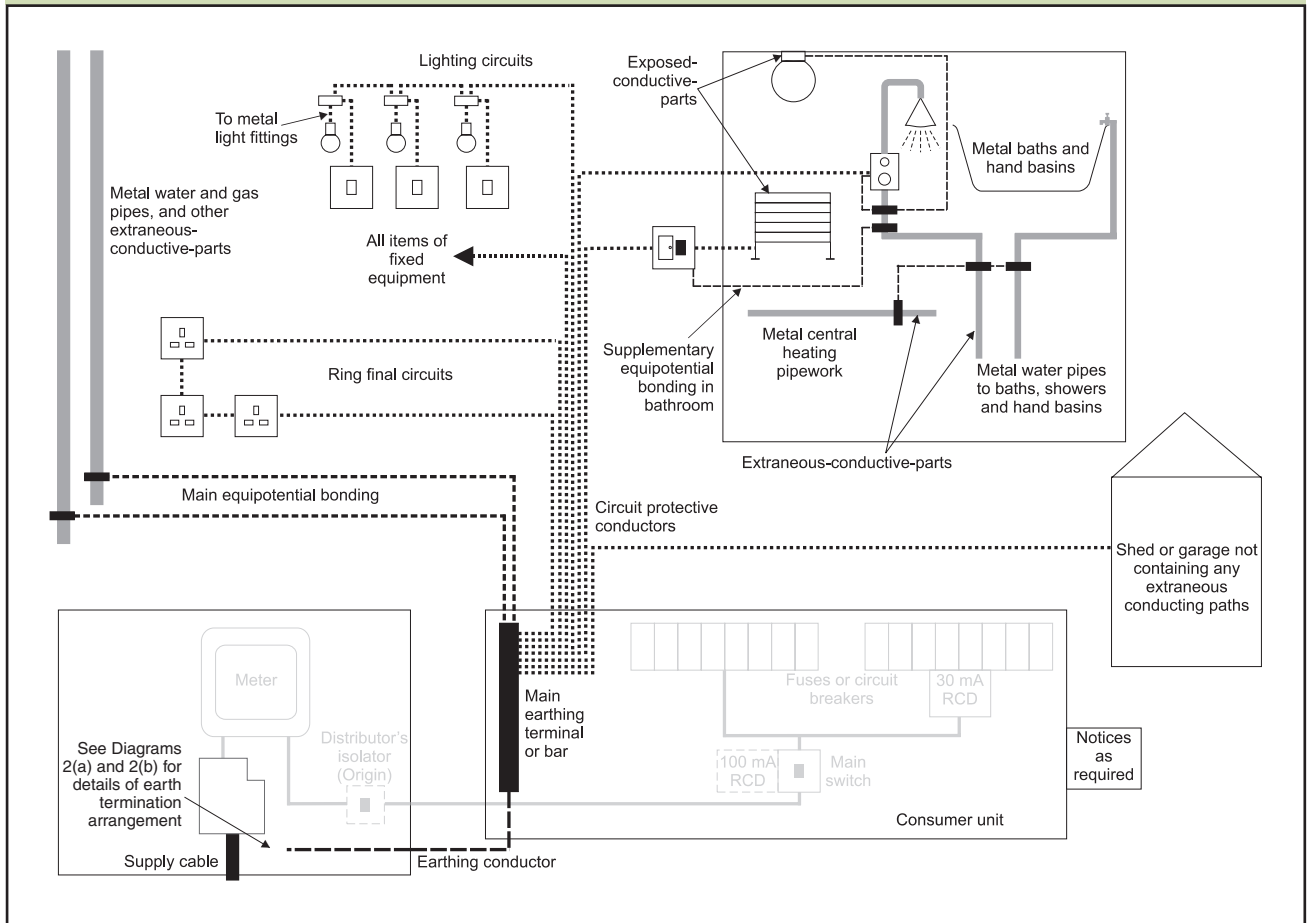 Lighting circuits
To metal
light fittings
Metal water and gas
pipes, and other
extraneous-
conductive-parts
All items of
fixed
equipment
Ring final circuits
Main equipotential bonding
Exposed-
conductive-
parts
Metal baths and
hand basins
Supplementary
equipotential
bonding in
bathroom
Metal central
heating
pipework
Metal water pipes
to baths, showers
and hand basins
Extraneous-conductive-parts
Circuit protective
conductors
Shed or garage not
containing any
extraneous
conducting paths
Meter
See Diagrams
2(a) and 2(b) for
details of earth
termination
arrangement
Distributor's
isolator
(Origin)
Supply cable
Earthing conductor
Main
earthing
terminal
or bar
Fuses or circuit
breakers
30 mA
RCD
100 mA
RCD
Main
switch
Consumer unit
Notices
as
required